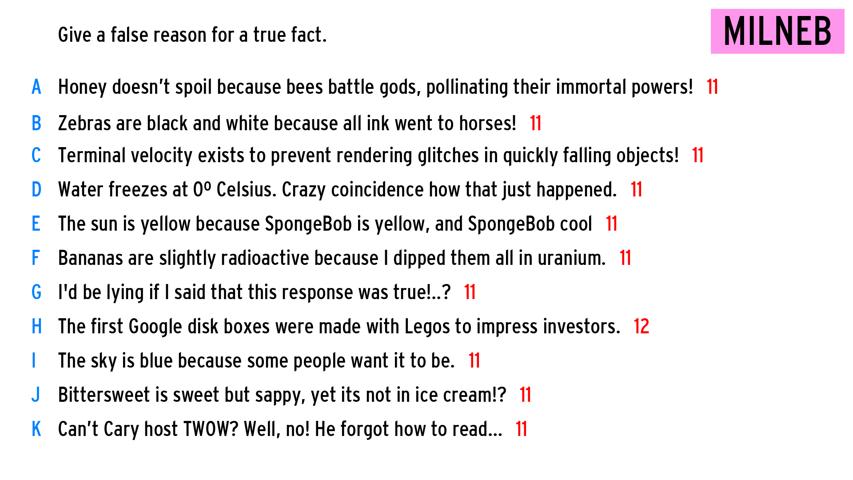 Give a false reason for a true fact.
MILNEB
A Honey doesn't spoil because bees battle gods, pollinating their immortal powers! 11
B Zebras are black and white because all ink went to horses! 11
C Terminal velocity exists to prevent rendering glitches in quickly falling objects! 11
D Water freezes at 0º Celsius. Crazy coincidence how that just happened. 11
E The sun is yellow because SpongeBob is yellow, and SpongeBob cool 11
F Bananas are slightly radioactive because I dipped them all in uranium. 11
G I'd be lying if I said that this response was true!..? 11
H The first Google disk boxes were made with Legos to impress investors. 12
I The sky is blue because some people want it to be. 11
J Bittersweet is sweet but sappy, yet its not in ice cream!? 11
K Can't Cary host TWOW? Well, no! He forgot how to read... 11